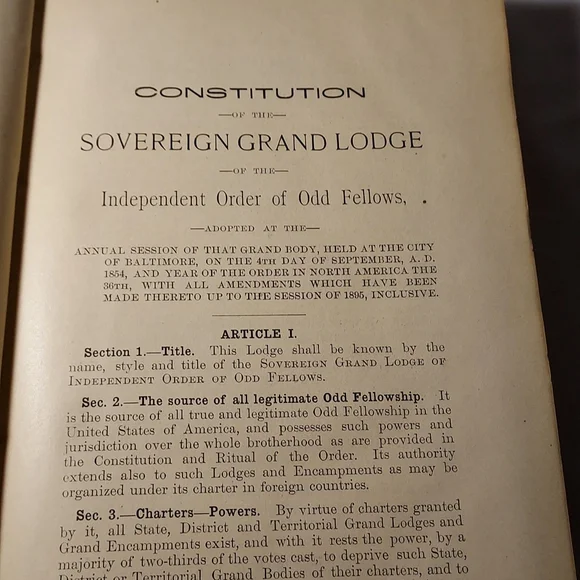 CONSTITUTION
—OF THE—
SOVEREIGN GRAND LODGE
—OF THE—
Independent Order of Odd Fellows,
—ADOPTED AT THE—
ANNUAL SESSION OF THAT GRAND BODY, HELD AT THE CITY
OF BALTIMORE, ON THE 4TH DAY OF SEPTEMBER, A. D.
1854, AND YEAR OF THE ORDER IN NORTH AMERICA THE
36TH, WITH ALL AMENDMENTS WHICH HAVE BEEN
MADE THERETO UP TO THE SESSION OF 1895, INCLUSIVE.
ARTICLE I.
Section 1.—Title. This Lodge shall be known by the
name, style and title of the SOVEREIGN GRAND LODGE OF
INDEPENDENT ORDER OF ODD FELLOWS.
Sec. 2.—The source of all legitimate Odd Fellowship. It
is the source of all true and legitimate Odd Fellowship in the
United States of America, and possesses such powers and
jurisdiction over the whole brotherhood as are provided in
the Constitution and Ritual of the Order. Its authority
extends also to such Lodges and Encampments as may be
organized under its charter in foreign countries.
Sec. 3.—Charters—Powers. By virtue of charters granted
by it, all State, District and Territorial Grand Lodges and
Grand Encampments exist, and with it rests the power, by a
majority of two-thirds of the votes cast, to deprive such State,
District or Territorial Grand Bodies of their charters, and to